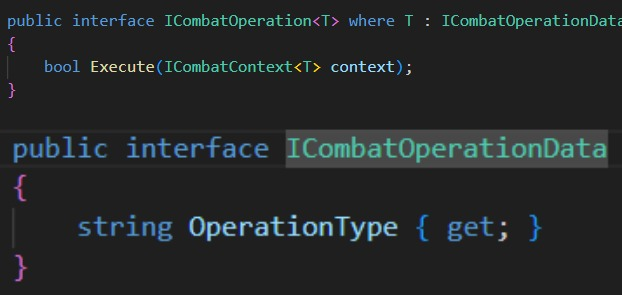 public interface ICombatOperation<T> where T : ICombatOperationData
{
    bool Execute(ICombatContext<T> context);
}
public interface ICombatOperationData
{
    string OperationType { get; }
}